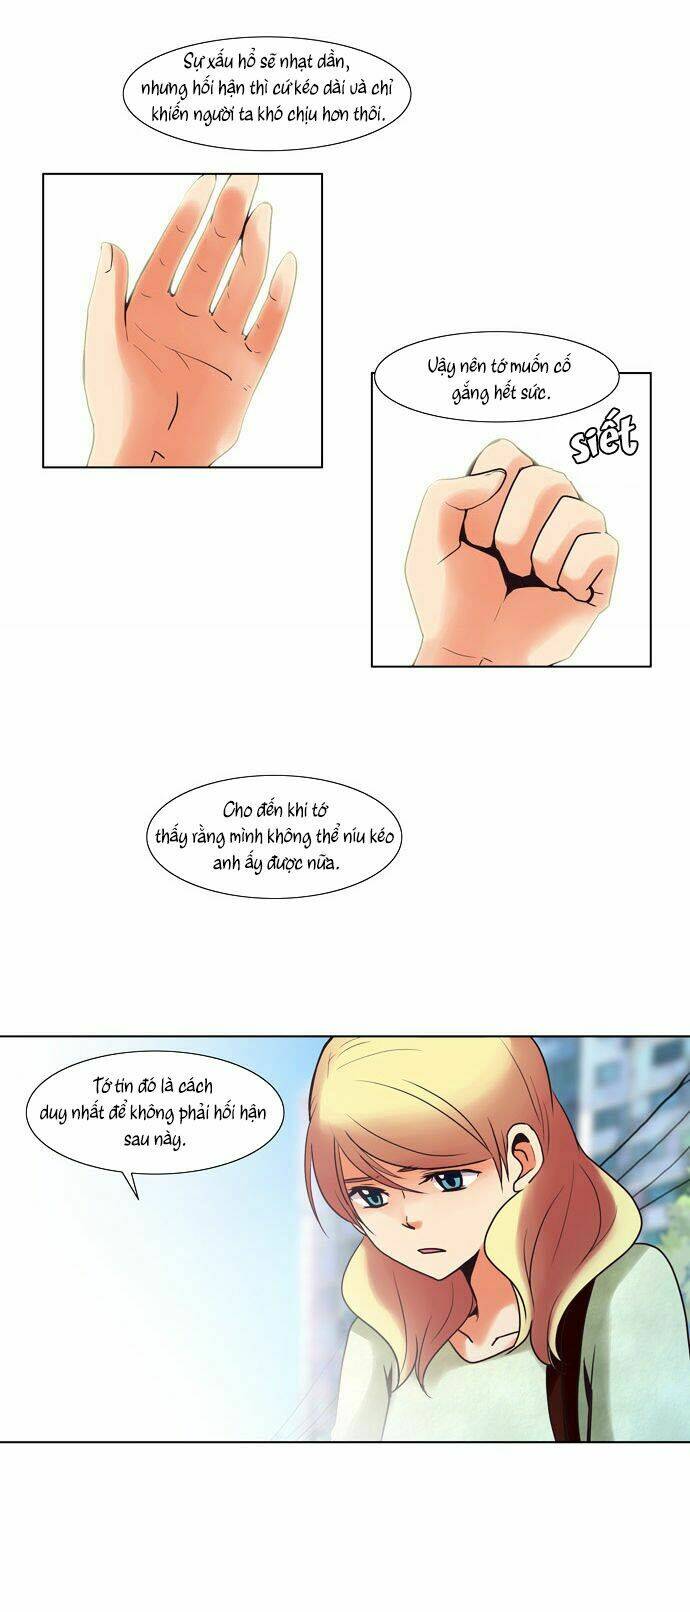 Sự xấu hổ sẽ nhạt dần,
nhưng hối hận thì cứ kéo dài và chỉ
khiến người ta khó chịu hơn thôi.
Vậy nên tớ muốn cố
gắng hết sức.
siết
Cho đến khi tớ
thấy rằng mình không thể níu kéo
anh ấy được nữa.
Tớ tin đó là cách
duy nhất để không phải hối hận
sau này.